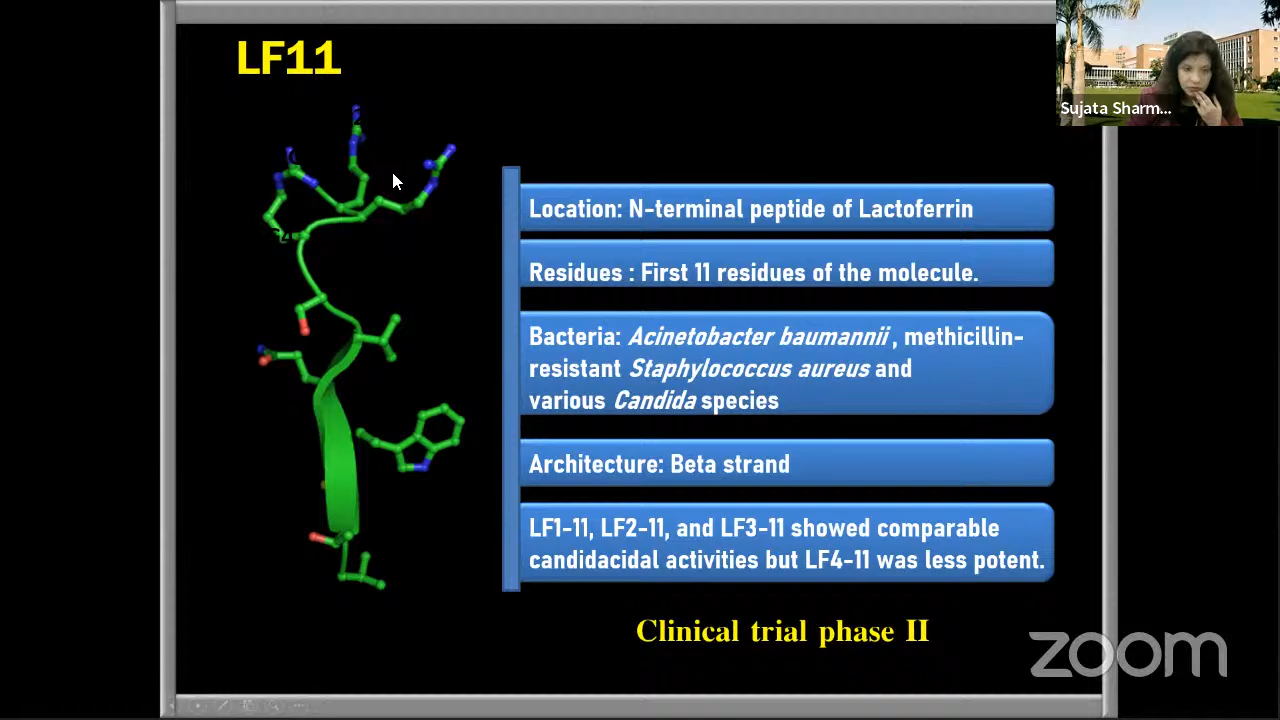 LF11
Sujata Sharm...
Location: N-terminal peptide of Lactoferrin
Residues : First 11 residues of the molecule.
Bacteria: Acinetobacter baumannii , methicillin-
resistant Staphylococcus aureus and
various Candida species
Architecture: Beta strand
LF1-11, LF2-11, and LF3-11 showed comparable
candidacidal activities but LF4-11 was less potent.
Clinical trial phase II
zoom